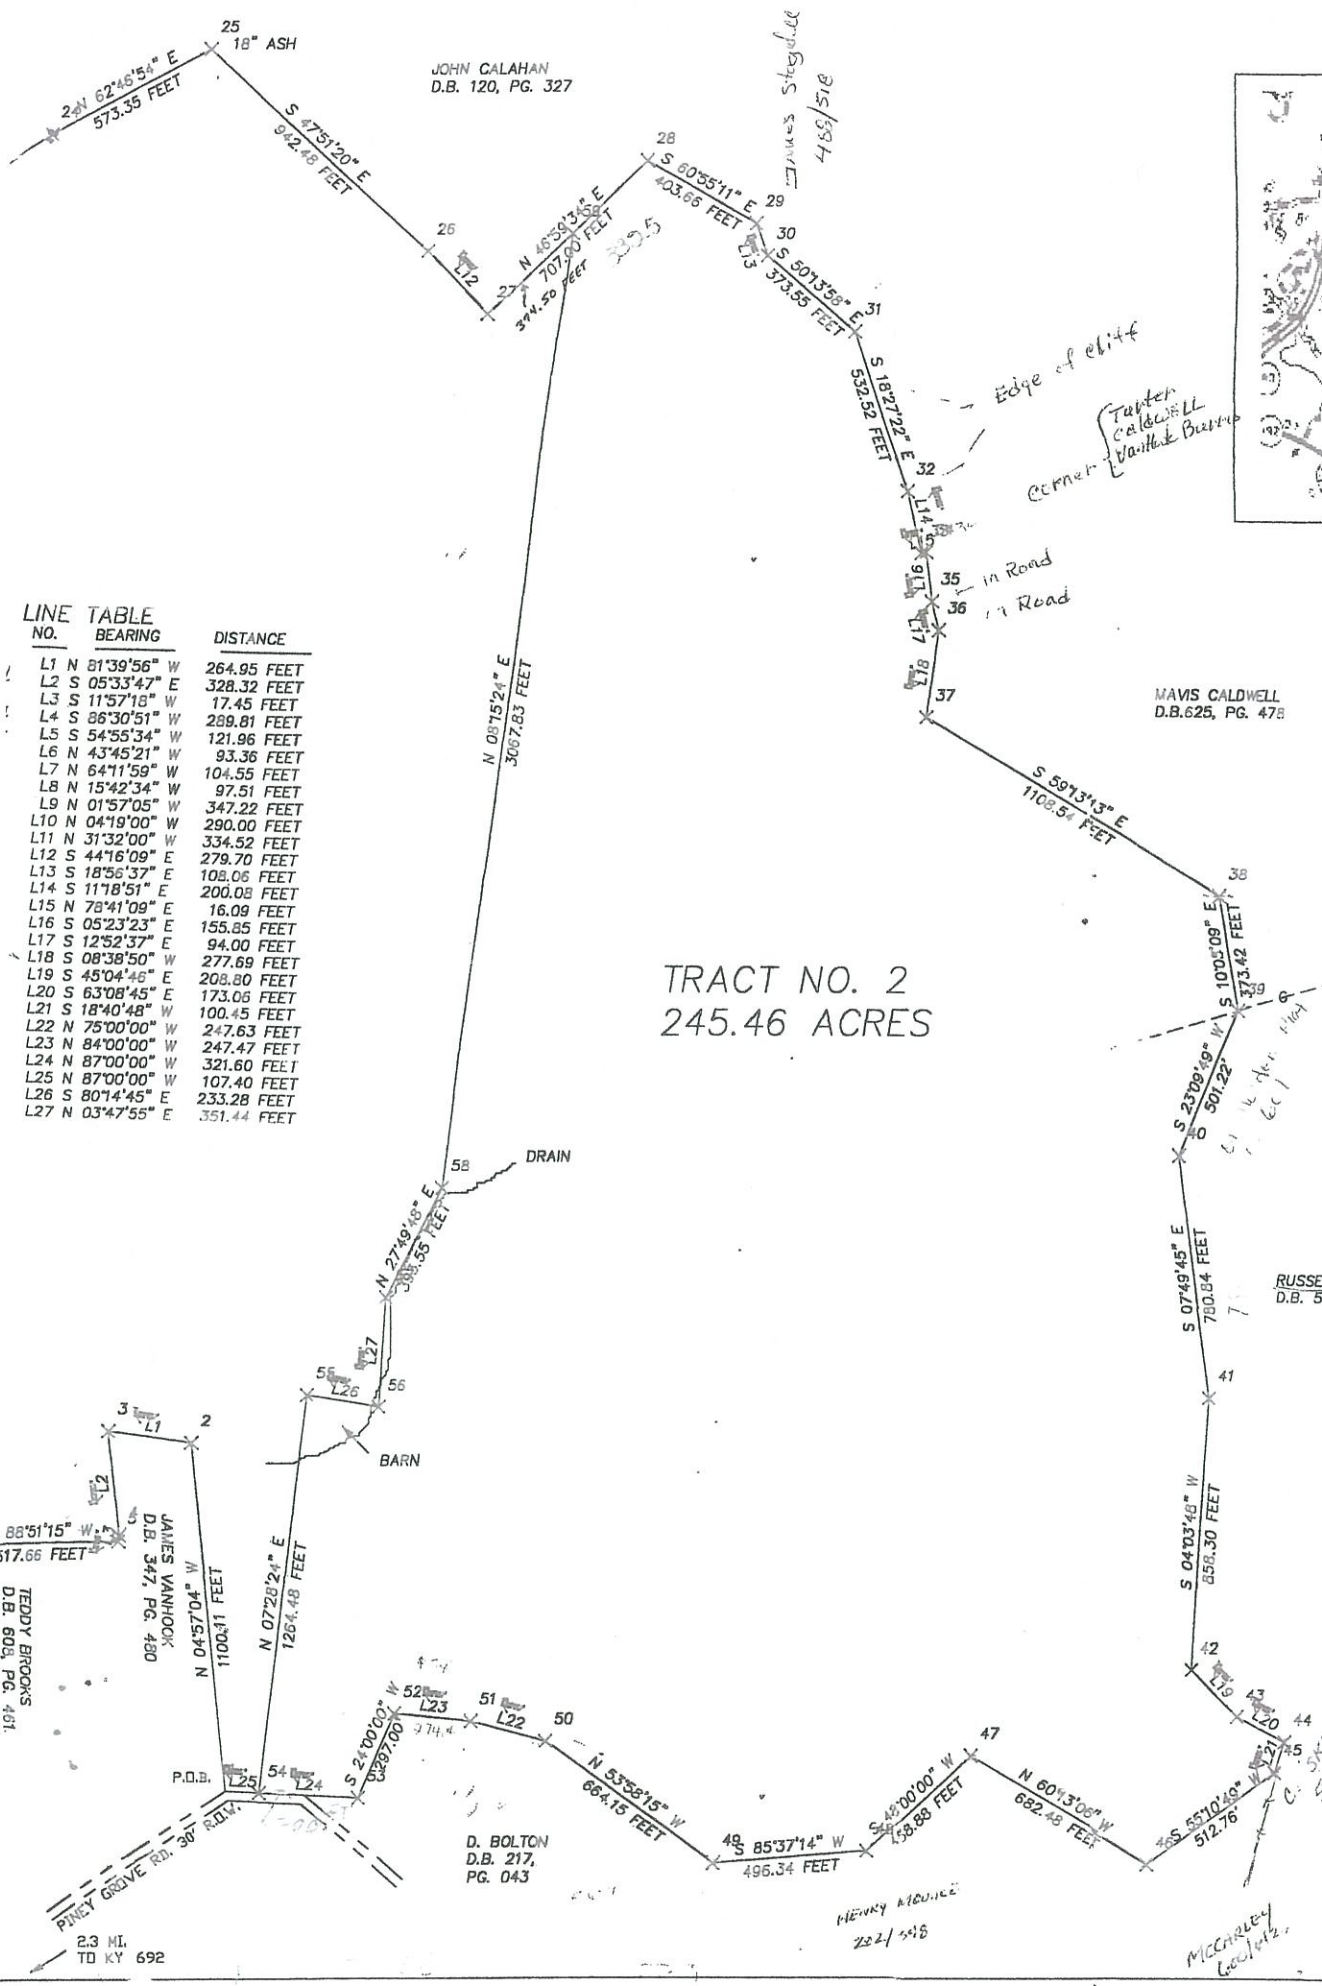 25
18" ASH
N 62°46'54" E
573.35 FEET
S 47°51'20" E
942.48 FEET
JOHN CALAHAN
D.B. 120, PG. 327
26
L12
27
N 46°59'34" E
707.00 FEET
374.50 FEET
59
28
S 60°55'11" E
403.66 FEET
29
30
L13
S 50°13'58" E
373.55 FEET
31
S 18°27'22" E
532.52 FEET
Edge of cliff
32
Corner
L14
L16
35
in Road
36
in Road
L17
L18
37
MAVIS CALDWELL
D.B.625, PG. 478
S 59°13'13" E
1108.54 FEET
38
S 10°05'09" E
373.42 FEET
39
S 23°09'49" W
501.22'
40
S 07°49'45" E
780.84 FEET
RUSSE
D.B. 5
41
S 04°03'48" W
858.30 FEET
42
L19
43
L20
44
45
L21
S 55°10'49" W
512.76'
46
N 60°13'06" W
682.48 FEET
47
S 48°00'00" W
S 85°37'14" W
496.34 FEET
49
N 53°58'15" W
664.15 FEET
50
L22
51
L23
52
S 24°00'00" W
297.00
53
L24
54
L25
P.O.B.
PINEY GROVE RD. 30' R.O.W.
2.3 MI.
TO KY 692
D. BOLTON
D.B. 217,
PG. 043
MCCARLEY
LINE TABLE
NO. BEARING DISTANCE
L1 N 81°39'56" W 264.95 FEET
L2 S 05°33'47" E 328.32 FEET
L3 S 11°57'18" W 17.45 FEET
L4 S 86°30'51" W 289.81 FEET
L5 S 54°55'34" W 121.96 FEET
L6 N 43°45'21" W 93.36 FEET
L7 N 64°11'59" W 104.55 FEET
L8 N 15°42'34" W 97.51 FEET
L9 N 01°57'05" W 347.22 FEET
L10 N 04°19'00" W 290.00 FEET
L11 N 31°32'00" W 334.52 FEET
L12 S 44°16'09" E 279.70 FEET
L13 S 18°56'37" E 108.06 FEET
L14 S 11°18'51" E 200.08 FEET
L15 N 78°41'09" E 16.09 FEET
L16 S 05°23'23" E 155.85 FEET
L17 S 12°52'37" E 94.00 FEET
L18 S 08°38'50" W 277.69 FEET
L19 S 45°04'46" E 208.80 FEET
L20 S 63°08'45" E 173.06 FEET
L21 S 18°40'48" W 100.45 FEET
L22 N 75°00'00" W 247.63 FEET
L23 N 84°00'00" W 247.47 FEET
L24 N 87°00'00" W 321.60 FEET
L25 N 87°00'00" W 107.40 FEET
L26 S 80°14'45" E 233.28 FEET
L27 N 03°47'55" E 351.44 FEET
TRACT NO. 2
245.46 ACRES
N 08°15'24" E
3067.83 FEET
58
DRAIN
N 27°49'48" E
L27
L26
56
BARN
3
L1
2
L2
88°51'15" W
517.66 FEET
JAMES VANHOOK
D.B. 347, PG. 480
N 04°57'04" W
1100.11 FEET
N 07°28'24" E
1264.48 FEET
TEDDY BROOKS
D.B. 608, PG. 461.